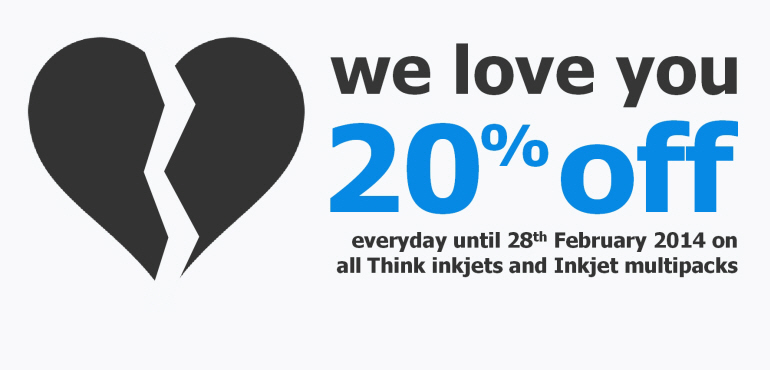 we love you
20% off
everyday until 28th February 2014 on
all Think inkjets and Inkjet multipacks